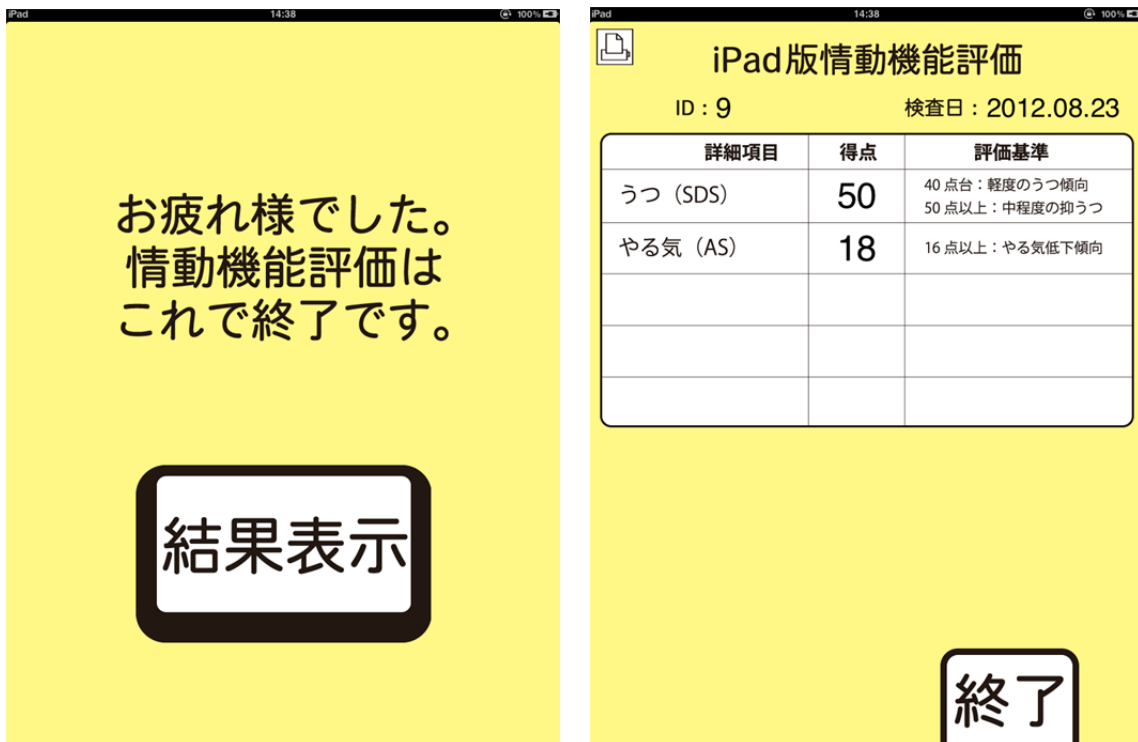 iPad
14:38
100%
お疲れ様でした。
情動機能評価は
これで終了です。
結果表示
iPad
14:38
100%
iPad版情動機能評価
ID：9
検査日：2012.08.23
詳細項目 得点 評価基準
うつ（SDS） 50 40点台：軽度のうつ傾向
50点以上：中程度の抑うつ
やる気（AS） 18 16点以上：やる気低下傾向
終了